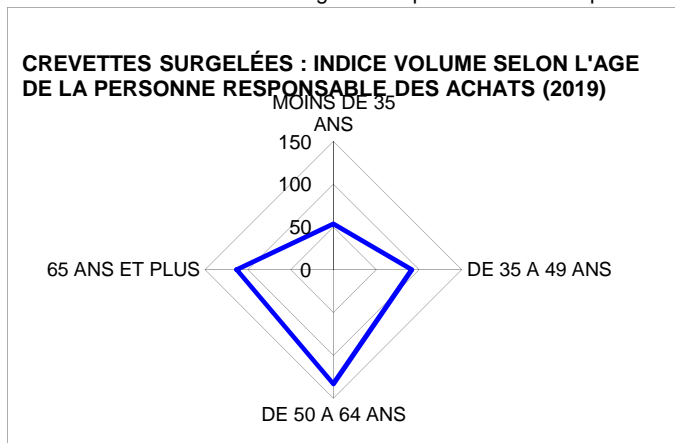 CREVETTES SURGELÉES : INDICE VOLUME SELON L'AGE
DE LA PERSONNE RESPONSABLE DES ACHATS (2019)
MOINS DE 35
ANS
150
100
50
0
65 ANS ET PLUS
DE 35 A 49 ANS
DE 50 A 64 ANS